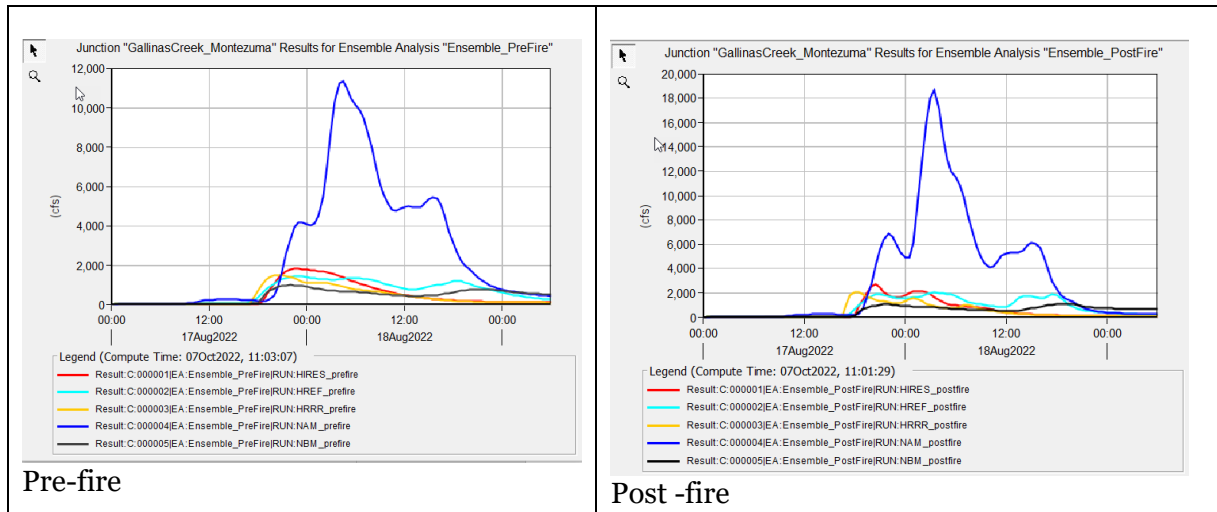 Junction "GallinasCreek_Montezuma" Results for Ensemble Analysis "Ensemble_PreFire"
12,000
10,000
8,000
6,000
4,000
2,000
0
(cfs)
00:00 12:00 00:00 12:00 00:00
17Aug2022 18Aug2022
Legend (Compute Time: 07Oct2022, 11:03:07)
Result:C:000001|EA:Ensemble_PreFire|RUN:HIRES_prefire
Result:C:000002|EA:Ensemble_PreFire|RUN:HREF_prefire
Result:C:000003|EA:Ensemble_PreFire|RUN:HRRR_prefire
Result:C:000004|EA:Ensemble_PreFire|RUN:NAM_prefire
Result:C:000005|EA:Ensemble_PreFire|RUN:NBM_prefire
Pre-fire
Junction "GallinasCreek_Montezuma" Results for Ensemble Analysis "Ensemble_PostFire"
20,000
18,000
16,000
14,000
12,000
10,000
8,000
6,000
4,000
2,000
0
(cfs)
00:00 12:00 00:00 12:00 00:00
17Aug2022 18Aug2022
Legend (Compute Time: 07Oct2022, 11:01:29)
Result:C:000001|EA:Ensemble_PostFire|RUN:HIRES_postfire
Result:C:000002|EA:Ensemble_PostFire|RUN:HREF_postfire
Result:C:000003|EA:Ensemble_PostFire|RUN:HRRR_postfire
Result:C:000004|EA:Ensemble_PostFire|RUN:NAM_postfire
Result:C:000005|EA:Ensemble_PostFire|RUN:NBM_postfire
Post -fire